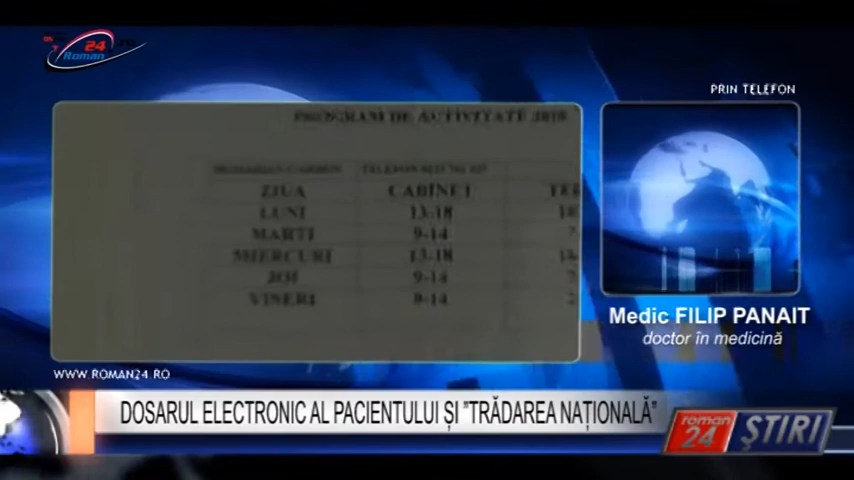 24
Roman
PRIN TELEFON
PROGRAM DE ACTIVITATE
ZIUA CABINET
LUNI 13-18
MARTI 9-14
MIERCURI 13-18
JOI 9-14
VINERI 9-14
Medic FILIP PANAIT
doctor în medicină
WWW.ROMAN24.RO
DOSARUL ELECTRONIC AL PACIENTULUI ȘI "TRĂDAREA NAȚIONALĂ"
roman
24 ȘTIRI